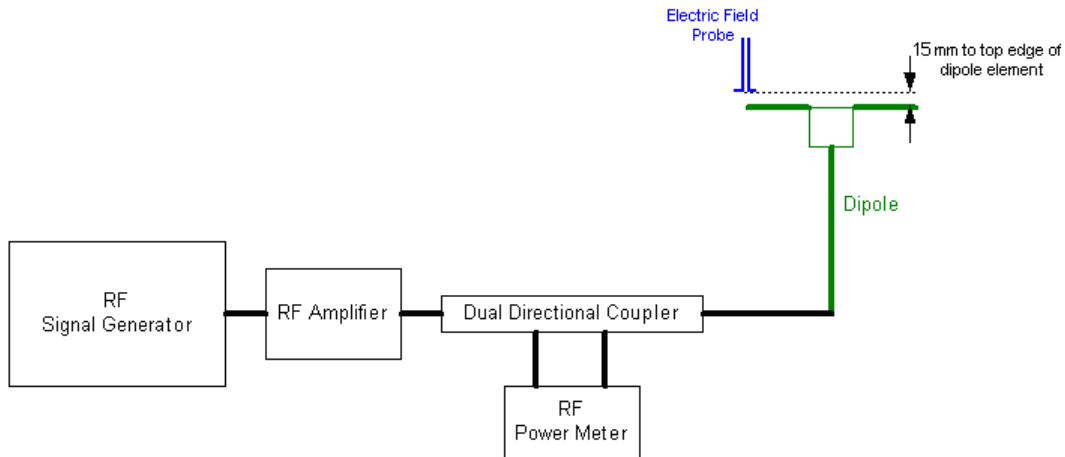 Electric Field
Probe
15 mm to top edge of
dipole element
Dipole
RF
Signal Generator
RF Amplifier
Dual Directional Coupler
RF
Power Meter